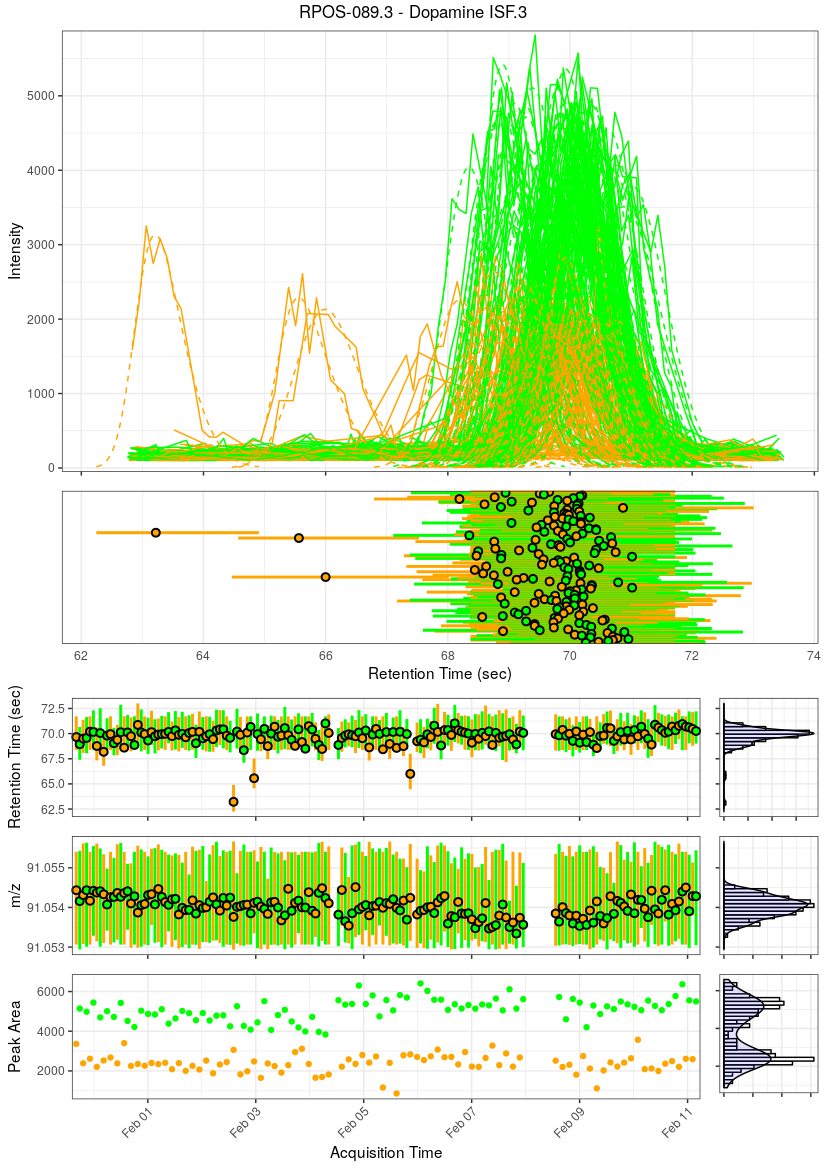 RPOS-089.3 - Dopamine ISF.3
Intensity
5000
4000
3000
2000
1000
0
62 64 66 68 70 72 74
Retention Time (sec)
Retention Time (sec)
72.5
70.0
67.5
65.0
62.5
m/z
91.055
91.054
91.053
Peak Area
6000
4000
2000
Feb 01 Feb 03 Feb 05 Feb 07 Feb 09 Feb 11
Acquisition Time